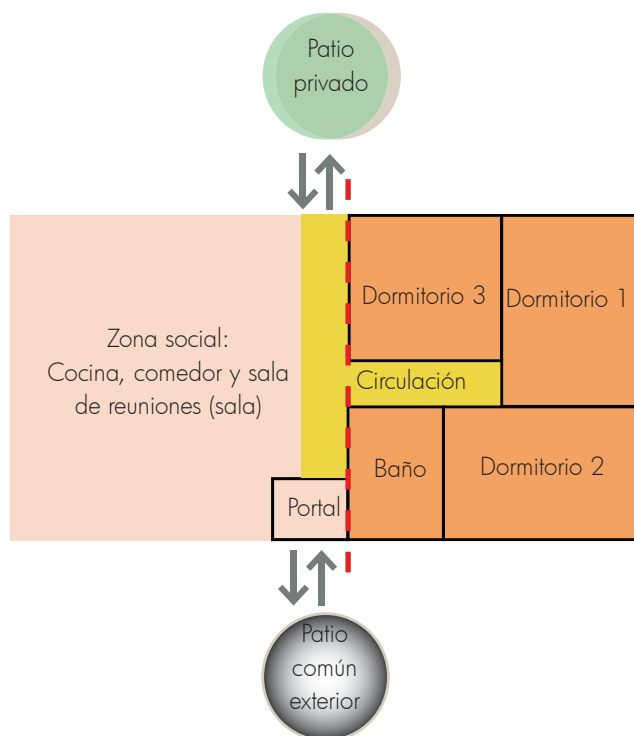 Patio
privado
Dormitorio 3
Dormitorio 1
Zona social:
Cocina, comedor y sala
de reuniones (sala)
Circulación
Baño
Dormitorio 2
Portal
Patio
común
exterior